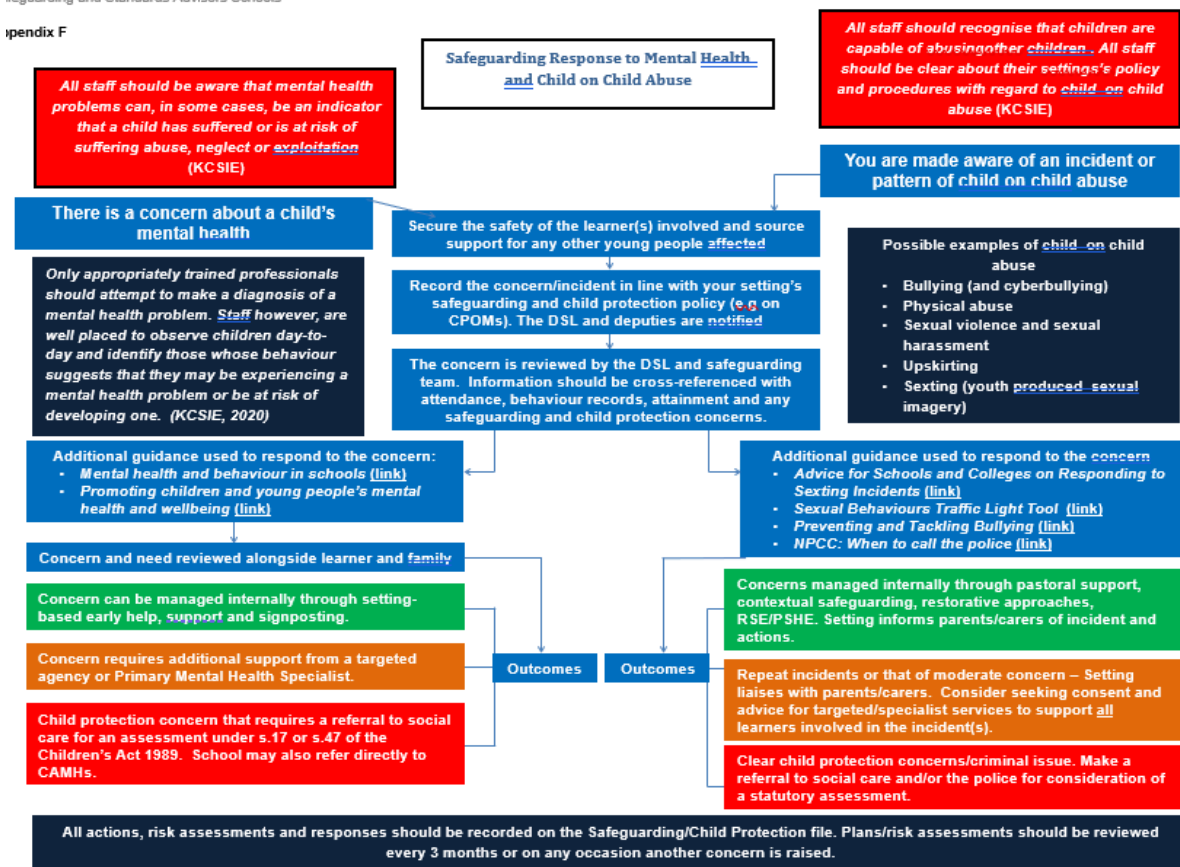 Safeguarding and Standards Advisors Schools
ppendix F
Safeguarding Response to Mental Health
and Child on Child Abuse
All staff should recognise that children are
capable of abusingother children . All staff
should be clear about their settings's policy
and procedures with regard to child on child
abuse (KCSIE)
All staff should be aware that mental health
problems can, in some cases, be an indicator
that a child has suffered or is at risk of
suffering abuse, neglect or exploitation
(KCSIE)
You are made aware of an incident or
pattern of child on child abuse
There is a concern about a child's
mental health
Secure the safety of the learner(s) involved and source
support for any other young people affected
Only appropriately trained professionals
should attempt to make a diagnosis of a
mental health problem. Staff however, are
well placed to observe children day-to-
day and identify those whose behaviour
suggests that they may be experiencing a
mental health problem or be at risk of
developing one. (KCSIE, 2020)
Record the concern/incident in line with your setting's
safeguarding and child protection policy (e.g on
CPOMs). The DSL and deputies are notified
Possible examples of child on child
abuse
• Bullying (and cyberbullying)
• Physical abuse
• Sexual violence and sexual
harassment
• Upskirting
• Sexting (youth produced sexual
imagery)
The concern is reviewed by the DSL and safeguarding
team. Information should be cross-referenced with
attendance, behaviour records, attainment and any
safeguarding and child protection concerns.
Additional guidance used to respond to the concern:
• Mental health and behaviour in schools (link)
• Promoting children and young people's mental
health and wellbeing (link)
Additional guidance used to respond to the concern
• Advice for Schools and Colleges on Responding to
Sexting Incidents (link)
• Sexual Behaviours Traffic Light Tool (link)
• Preventing and Tackling Bullying (link)
• NPCC: When to call the police (link)
Concern and need reviewed alongside learner and family
Concern can be managed internally through setting-
based early help, support and signposting.
Concern requires additional support from a targeted
agency or Primary Mental Health Specialist.
Child protection concern that requires a referral to social
care for an assessment under s.17 or s.47 of the
Children's Act 1989. School may also refer directly to
CAMHs.
Outcomes
Outcomes
Concerns managed internally through pastoral support,
contextual safeguarding, restorative approaches,
RSE/PSHE. Setting informs parents/carers of incident and
actions.
Repeat incidents or that of moderate concern – Setting
liaises with parents/carers. Consider seeking consent and
advice for targeted/specialist services to support all
learners involved in the incident(s).
Clear child protection concerns/criminal issue. Make a
referral to social care and/or the police for consideration of
a statutory assessment.
All actions, risk assessments and responses should be recorded on the Safeguarding/Child Protection file. Plans/risk assessments should be reviewed
every 3 months or on any occasion another concern is raised.